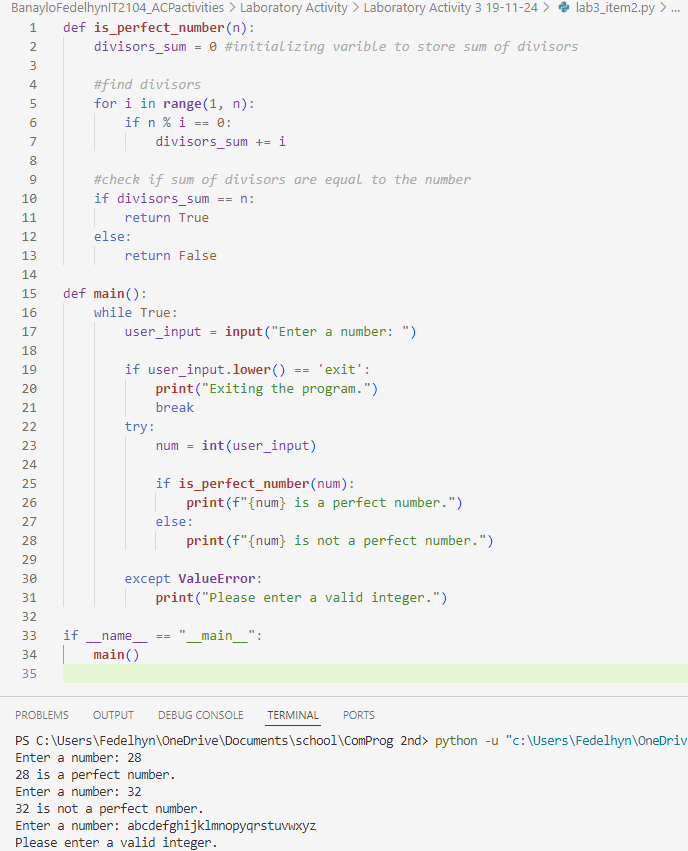 BanayloFedelhynIT2104_ACPactivities > Laboratory Activity > Laboratory Activity 3 19-11-24 > lab3_item2.py > ...
1 def is_perfect_number(n):
2     divisors_sum = 0 #initializing varible to store sum of divisors
3
4     #find divisors
5     for i in range(1, n):
6         if n % i == 0:
7             divisors_sum += i
8
9     #check if sum of divisors are equal to the number
10     if divisors_sum == n:
11         return True
12     else:
13         return False
14
15 def main():
16     while True:
17         user_input = input("Enter a number: ")
18
19         if user_input.lower() == 'exit':
20             print("Exiting the program.")
21             break
22         try:
23             num = int(user_input)
24
25             if is_perfect_number(num):
26                 print(f"{num} is a perfect number.")
27             else:
28                 print(f"{num} is not a perfect number.")
29
30         except ValueError:
31             print("Please enter a valid integer.")
32
33 if __name__ == "__main__":
34     main()
35
PROBLEMS OUTPUT DEBUG CONSOLE TERMINAL PORTS
PS C:\Users\Fedelhyn\OneDrive\Documents\school\ComProg 2nd> python -u "c:\Users\Fedelhyn\OneDriv
Enter a number: 28
28 is a perfect number.
Enter a number: 32
32 is not a perfect number.
Enter a number: abcdefghijklmnopqrstuvwxyz
Please enter a valid integer.